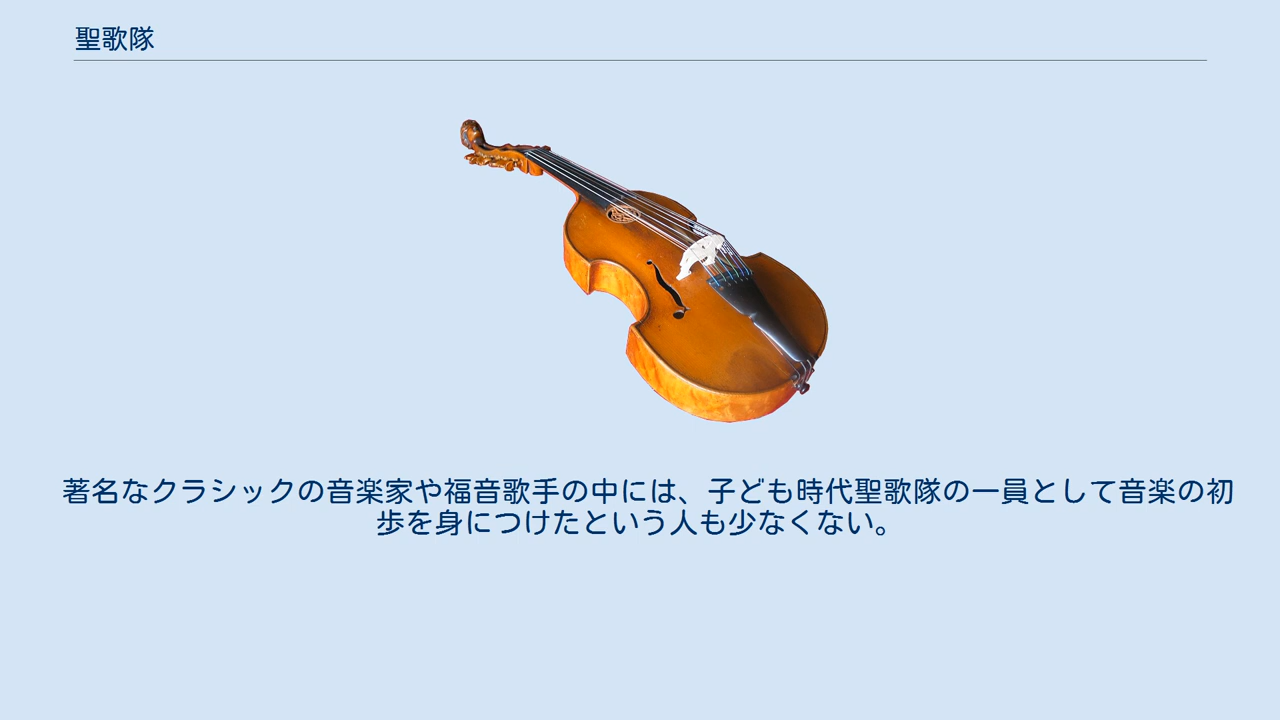 聖歌隊
著名なクラシックの音楽家や福音歌手の中には、子ども時代聖歌隊の一員として音楽の初
歩を身につけたという人も少なくない。